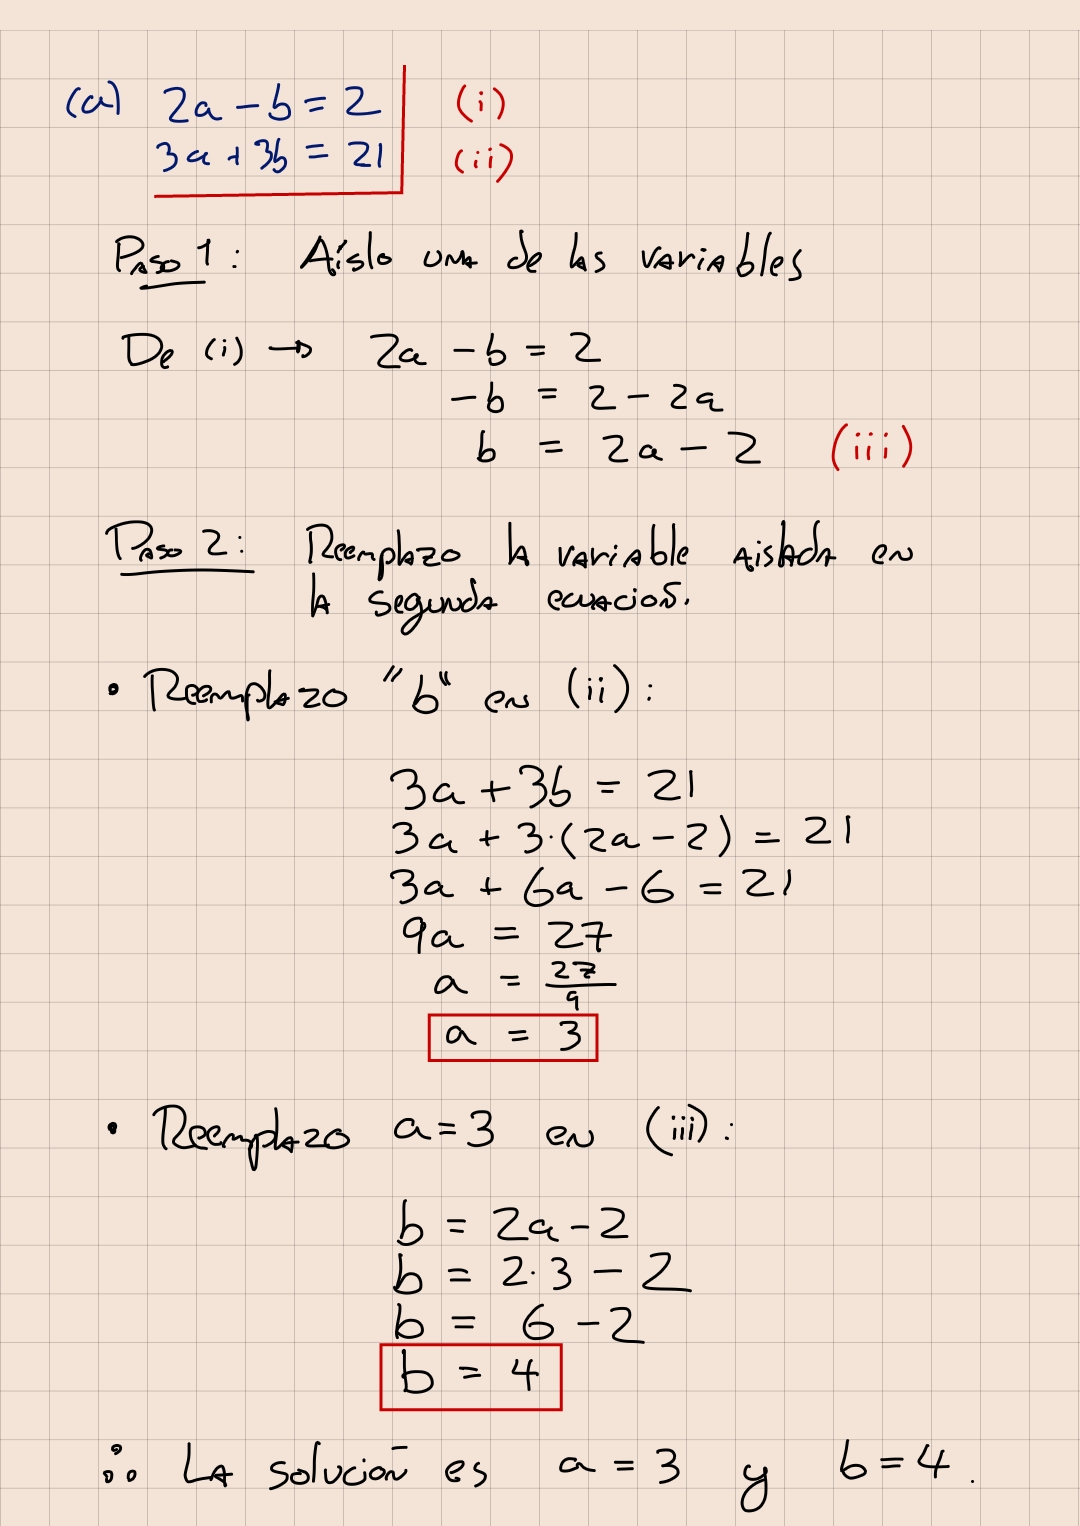 (a) 2a - b = 2 (i)
3a + 3b = 21 (ii)
Paso 1: Aíslo una de las variables
De (i) → 2a - b = 2
-b = 2 - 2a
b = 2a - 2 (iii)
Paso 2: Reemplazo la variable aislada en
la segunda ecuación.
• Reemplazo "b" en (ii):
3a + 3b = 21
3a + 3·(2a - 2) = 21
3a + 6a - 6 = 21
9a = 27
a = 27/9
a = 3
• Reemplazo a = 3 en (iii):
b = 2a - 2
b = 2·3 - 2
b = 6 - 2
b = 4
∴ La solución es a = 3 y b = 4.